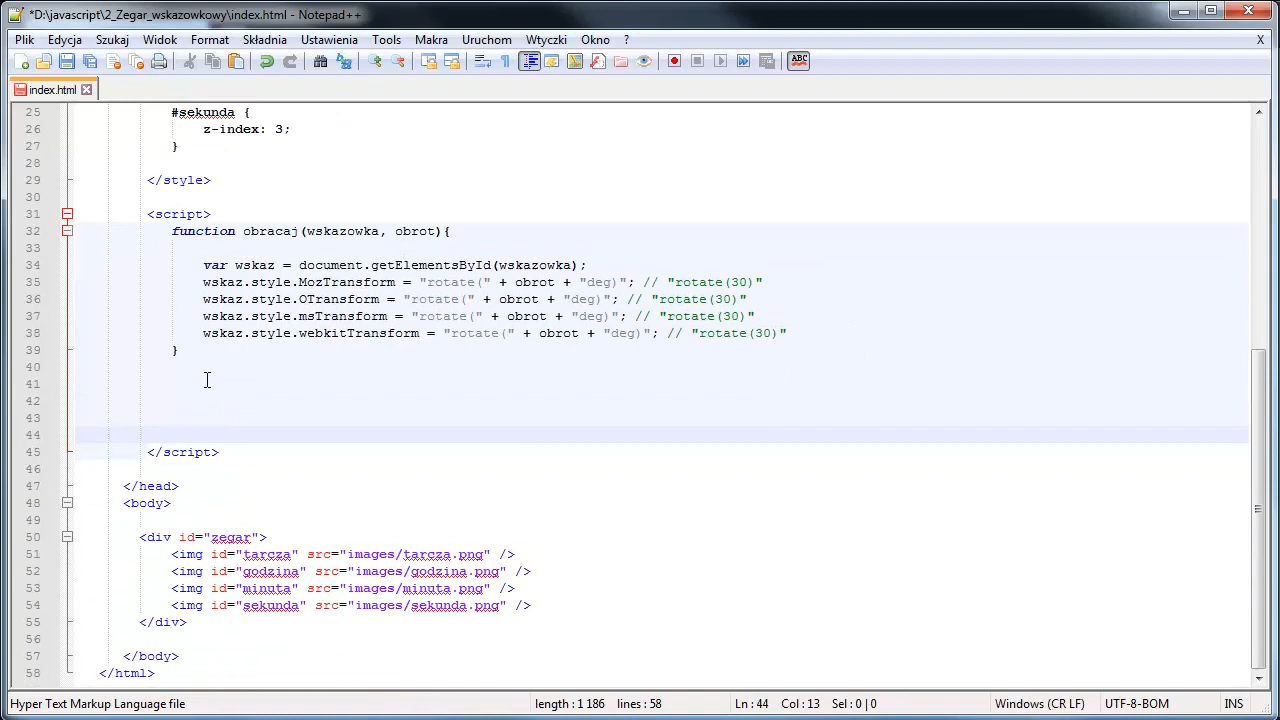 *D:\javascript\2_Zegar_wskazowkowy\index.html - Notepad++
Plik Edycja Szukaj Widok Format Składnia Ustawienia Tools Makra Uruchom Wtyczki Okno ? X
ABC
index.html
25 #sekunda {
26 z-index: 3;
27 }
28
29 </style>
30
31 <script>
32 function obracaj(wskazowka, obrot){
33
34 var wskaz = document.getElementsById(wskazowka);
35 wskaz.style.MozTransform = "rotate(" + obrot + "deg)"; // "rotate(30)"
36 wskaz.style.OTransform = "rotate(" + obrot + "deg)"; // "rotate(30)"
37 wskaz.style.msTransform = "rotate(" + obrot + "deg)"; // "rotate(30)"
38 wskaz.style.webkitTransform = "rotate(" + obrot + "deg)"; // "rotate(30)"
39 }
40
41
42
43
44
45 </script>
46
47 </head>
48 <body>
49
50 <div id="zegar">
51 <img id="tarcza" src="images/tarcza.png" />
52 <img id="godzina" src="images/godzina.png" />
53 <img id="minuta" src="images/minuta.png" />
54 <img id="sekunda" src="images/sekunda.png" />
55 </div>
56
57 </body>
58 </html>
Hyper Text Markup Language file length : 1 186 lines : 58 Ln : 44 Col : 13 Sel : 0 | 0 Windows (CR LF) UTF-8-BOM INS